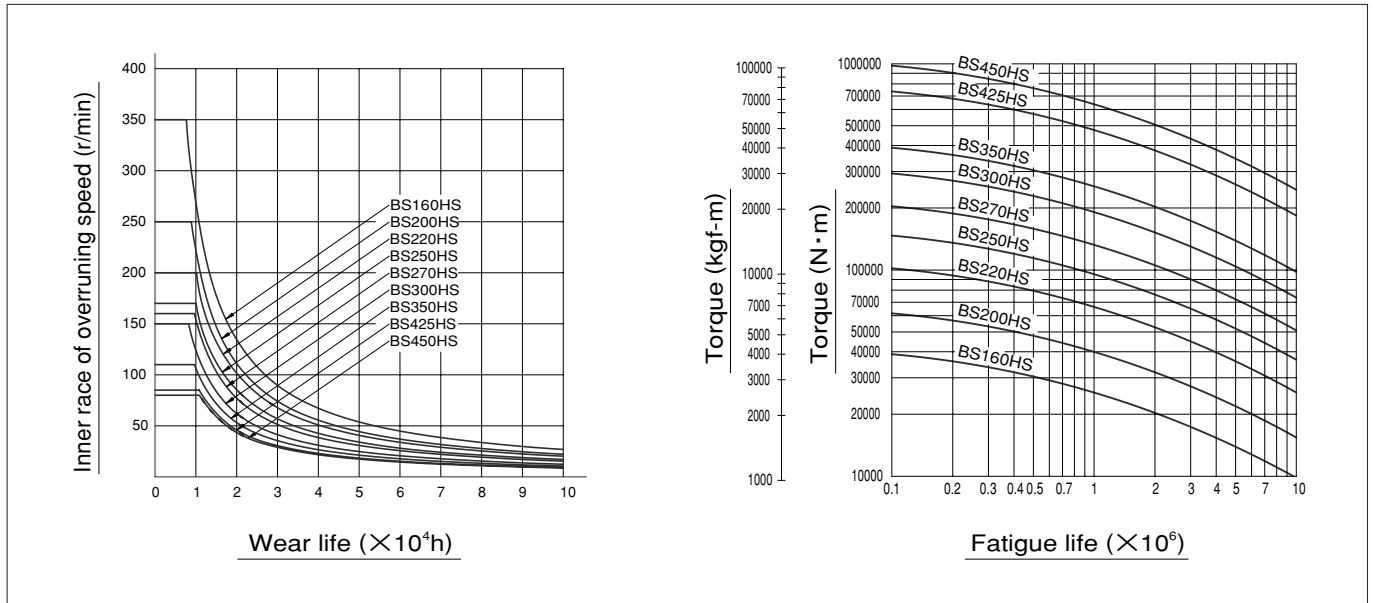 400
350
300
250
200
150
100
50
0 1 2 3 4 5 6 7 8 9 10
Inner race of overruning speed (r/min)
BS160HS
BS200HS
BS220HS
BS250HS
BS270HS
BS300HS
BS350HS
BS425HS
BS450HS
Wear life (×10⁴h)
100000
70000
50000
40000
30000
20000
10000
7000
5000
4000
3000
2000
1000
Torque (kgf-m)
1000000
700000
500000
400000
300000
200000
100000
70000
50000
40000
30000
20000
10000
Torque (N·m)
BS450HS
BS425HS
BS350HS
BS300HS
BS270HS
BS250HS
BS220HS
BS200HS
BS160HS
0.1 0.2 0.3 0.4 0.5 0.7 1 2 3 4 5 7 10
Fatigue life (×10⁶)